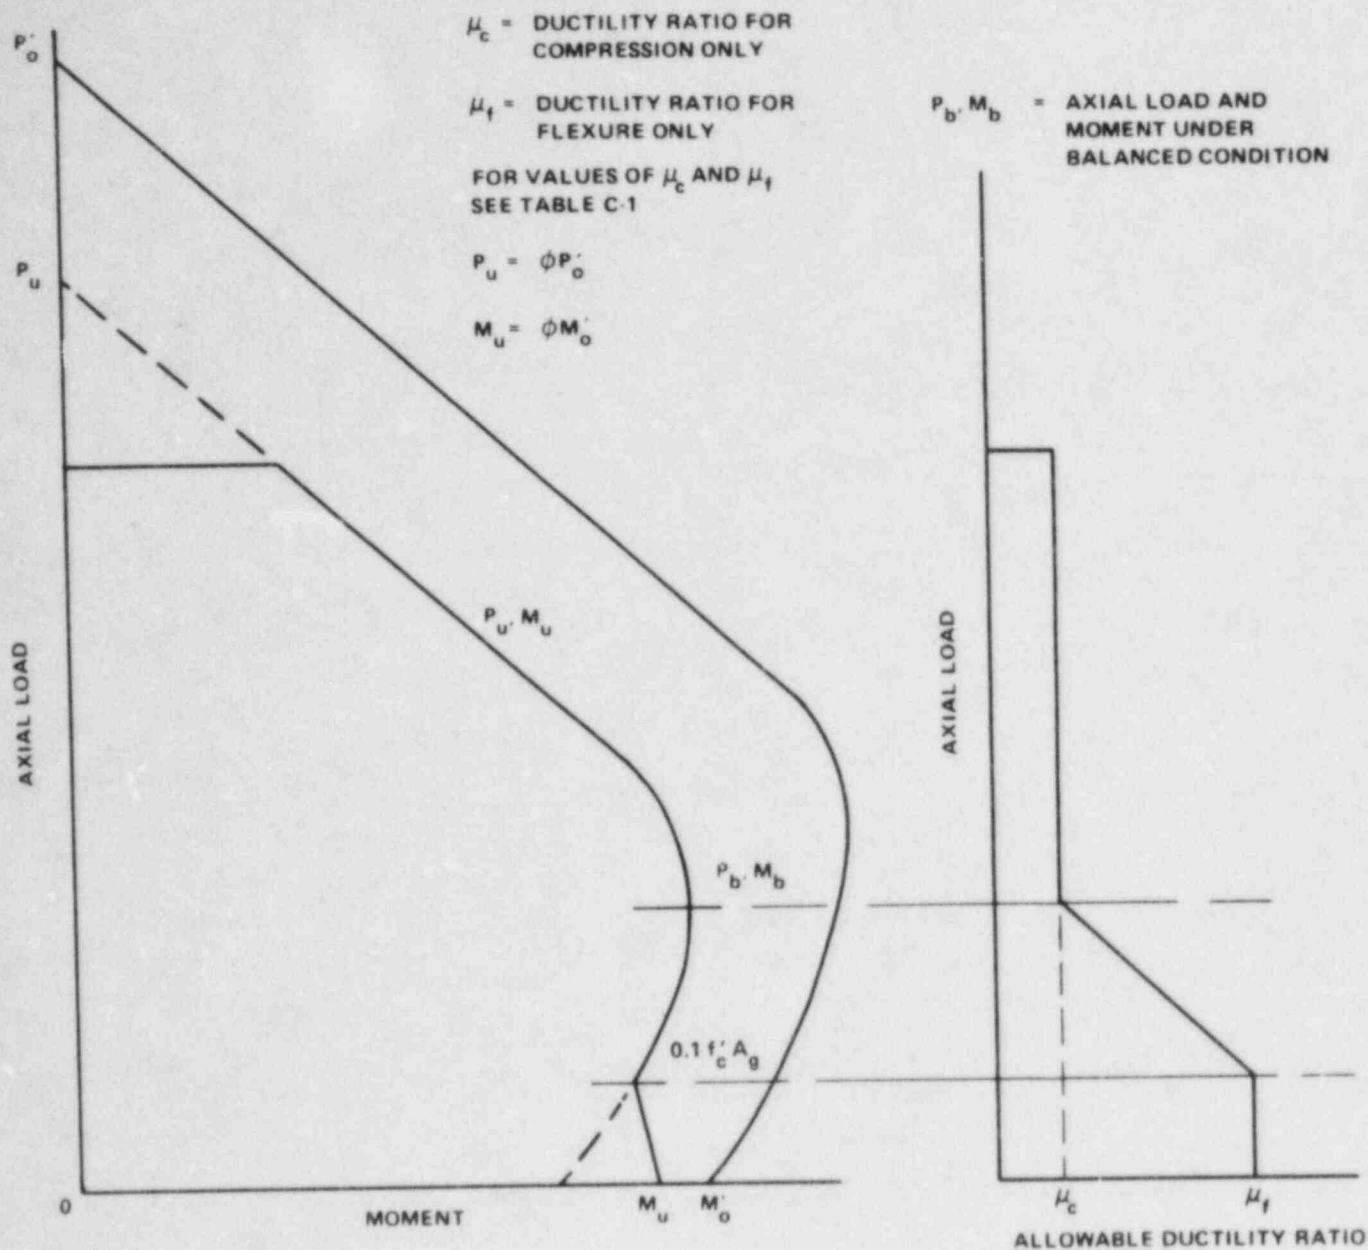 μc = DUCTILITY RATIO FOR
COMPRESSION ONLY
μf = DUCTILITY RATIO FOR
FLEXURE ONLY
FOR VALUES OF μc AND μf
SEE TABLE C-1
Pu = ϕP'o
Mu = ϕM'o
Pb, Mb = AXIAL LOAD AND
MOMENT UNDER
BALANCED CONDITION
P'o
Pu
AXIAL LOAD
Pu, Mu
Pb, Mb
0.1 f'c Ag
0
MOMENT
Mu
M'o
AXIAL LOAD
μc
μf
ALLOWABLE DUCTILITY RATIO